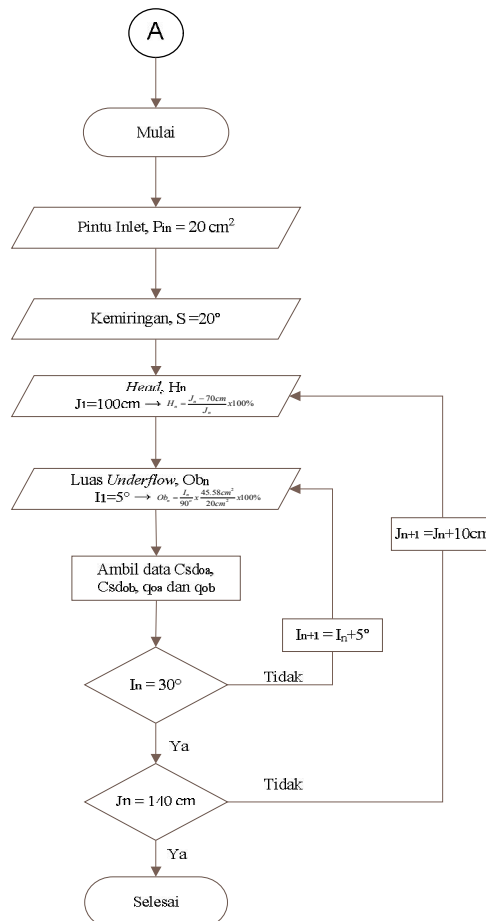 A
Mulai
Pintu Inlet, Pin = 20 cm²
Kemiringan, S =20°
Head, Hn
J1=100cm → Hn = (Jn − 70cm)/Jn x100%
Luas Underflow, Obn
I1=5° → Obn = In/90° x 45.58cm²/20cm² x100%
Jn+1 =Jn+10cm
Ambil data Csdoa,
Csdob, qoa dan qob
In+1 = In+5°
In = 30°
Tidak
Ya
Jn = 140 cm
Tidak
Ya
Selesai